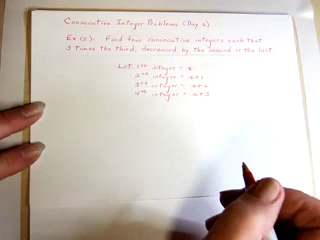 Consecutive Integer Problems (Day 2)
Ex (5): Find four consecutive integers such that
3 times the third, decreased by the second is the last.
Let 1st integer = x
2nd integer = x+1
3rd integer = x+2
4th integer = x+3